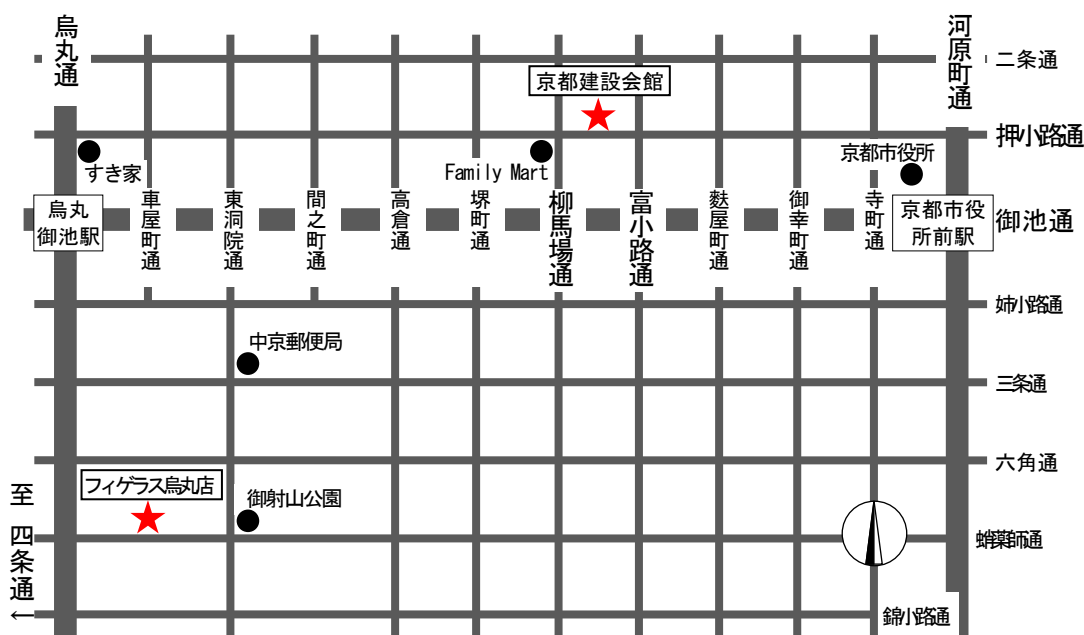 烏丸通
河原町通
二条通
京都建設会館
押小路通
すき家
Family Mart
京都市役所
烏丸
御池駅
車屋町通
東洞院通
間之町通
高倉通
堺町通
柳馬場通
富小路通
麩屋町通
御幸町通
寺町通
京都市役
所前駅
御池通
姉小路通
中京郵便局
三条通
六角通
フィゲラス烏丸店
御射山公園
至 四条通
←
蛸薬師通
錦小路通